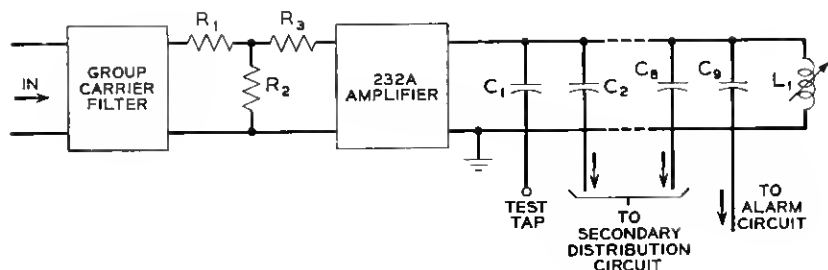 IN
GROUP
CARRIER
FILTER
R1
R2
R3
232A
AMPLIFIER
C1
C2
C8
C9
L1
TEST
TAP
TO
SECONDARY
DISTRIBUTION
CIRCUIT
TO
ALARM
CIRCUIT